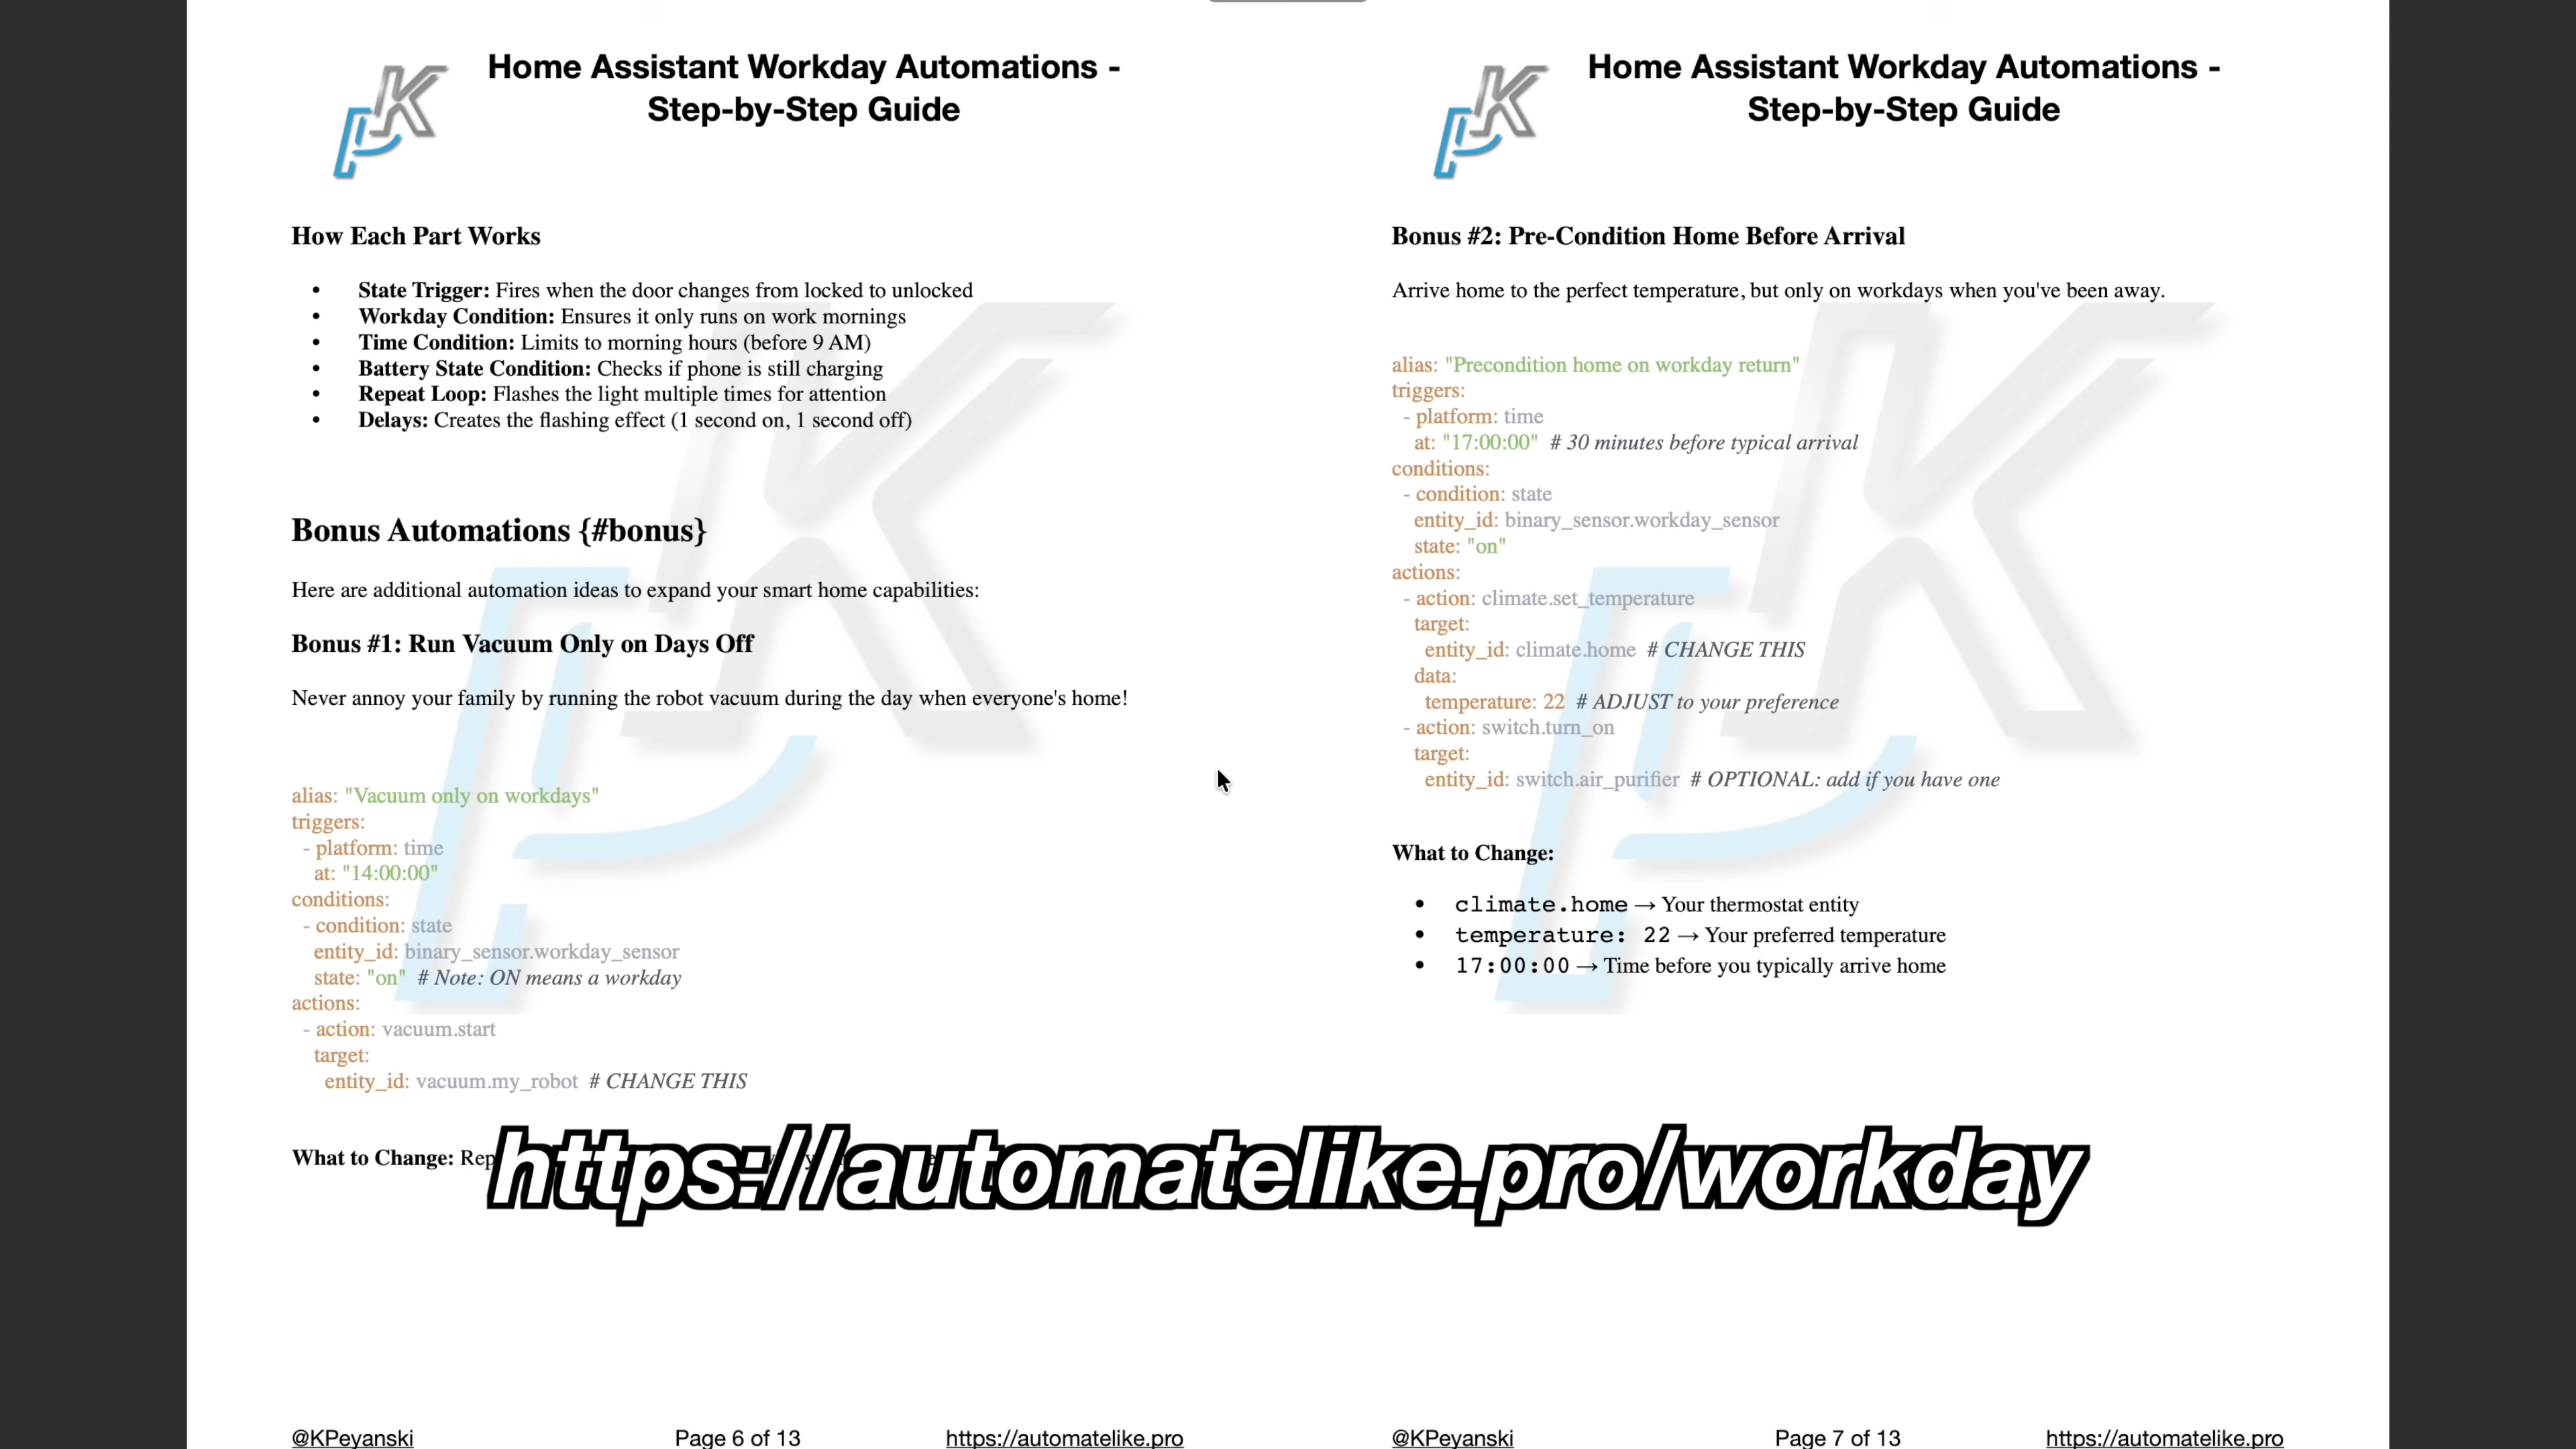 Home Assistant Workday Automations -
Step-by-Step Guide
How Each Part Works
• State Trigger: Fires when the door changes from locked to unlocked
• Workday Condition: Ensures it only runs on work mornings
• Time Condition: Limits to morning hours (before 9 AM)
• Battery State Condition: Checks if phone is still charging
• Repeat Loop: Flashes the light multiple times for attention
• Delays: Creates the flashing effect (1 second on, 1 second off)
Bonus Automations {#bonus}
Here are additional automation ideas to expand your smart home capabilities:
Bonus #1: Run Vacuum Only on Days Off
Never annoy your family by running the robot vacuum during the day when everyone's home!
alias: "Vacuum only on workdays"
triggers:
- platform: time
at: "14:00:00"
conditions:
- condition: state
entity_id: binary_sensor.workday_sensor
state: "on" # Note: ON means a workday
actions:
- action: vacuum.start
target:
entity_id: vacuum.my_robot # CHANGE THIS
What to Change:
@KPeyanski
Page 6 of 13
https://automatelike.pro
Home Assistant Workday Automations -
Step-by-Step Guide
Bonus #2: Pre-Condition Home Before Arrival
Arrive home to the perfect temperature, but only on workdays when you've been away.
alias: "Precondition home on workday return"
triggers:
- platform: time
at: "17:00:00" # 30 minutes before typical arrival
conditions:
- condition: state
entity_id: binary_sensor.workday_sensor
state: "on"
actions:
- action: climate.set_temperature
target:
entity_id: climate.home # CHANGE THIS
data:
temperature: 22 # ADJUST to your preference
- action: switch.turn_on
target:
entity_id: switch.air_purifier # OPTIONAL: add if you have one
What to Change:
• climate.home → Your thermostat entity
• temperature: 22 → Your preferred temperature
• 17:00:00 → Time before you typically arrive home
@KPeyanski
Page 7 of 13
https://automatelike.pro
https://automatelike.pro/workday